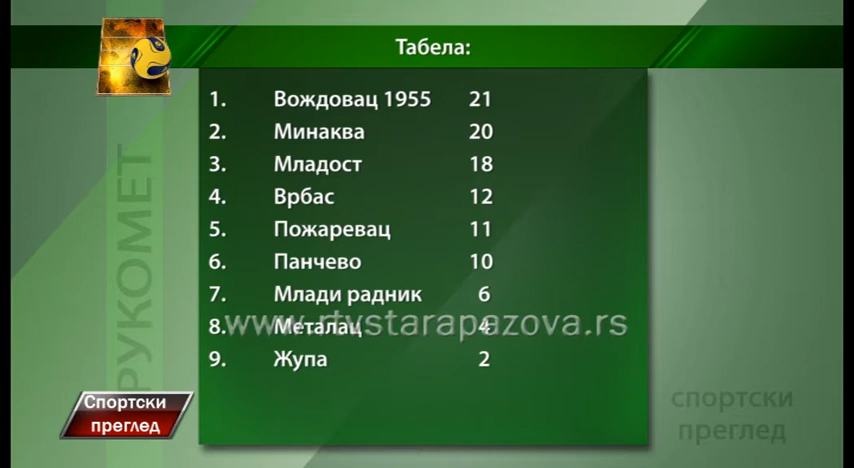 Табела:
1. Вождовац 1955 21
2. Минаква 20
3. Младост 18
4. Врбас 12
5. Пожаревац 11
6. Панчево 10
7. Млади радник 6
8. Металац 4
9. Жупа 2
www.rtvstarapazova.rs
РУКОМЕТ
Спортски
преглед
спортски
преглед